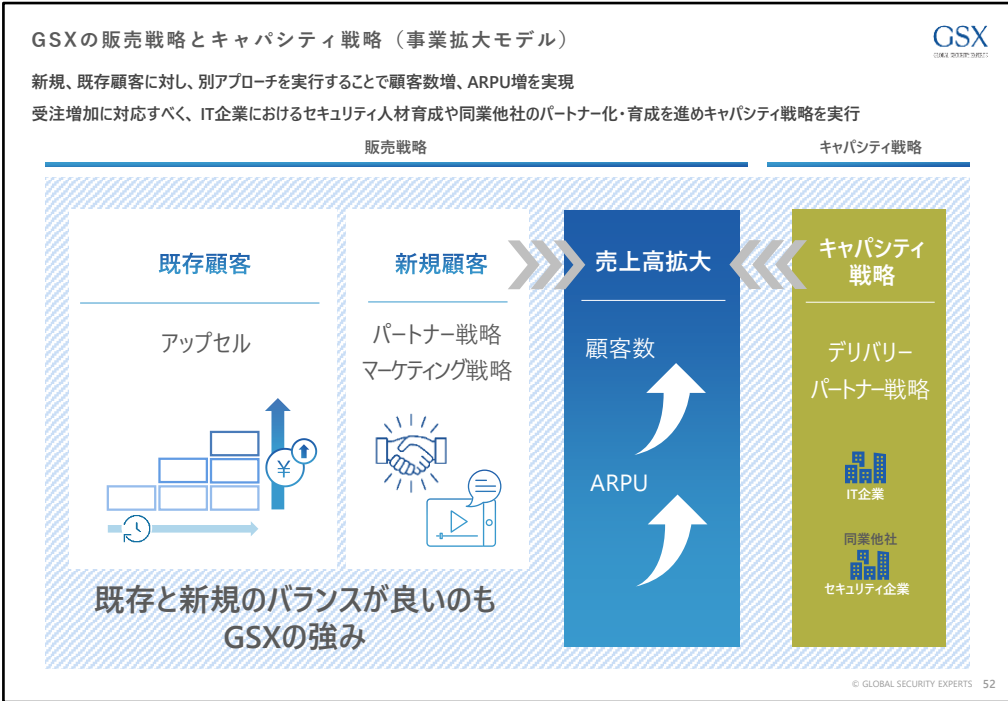 GSXの販売戦略とキャパシティ戦略（事業拡大モデル）
GSX
GLOBAL SECURITY EXPERTS
新規、既存顧客に対し、別アプローチを実行することで顧客数増、ARPU増を実現
受注増加に対応すべく、IT企業におけるセキュリティ人材育成や同業他社のパートナー化・育成を進めキャパシティ戦略を実行
販売戦略
キャパシティ戦略
既存顧客
アップセル
¥
新規顧客
パートナー戦略
マーケティング戦略
売上高拡大
顧客数
ARPU
キャパシティ
戦略
デリバリー
パートナー戦略
IT企業
同業他社
セキュリティ企業
既存と新規のバランスが良いのも
GSXの強み
© GLOBAL SECURITY EXPERTS 52